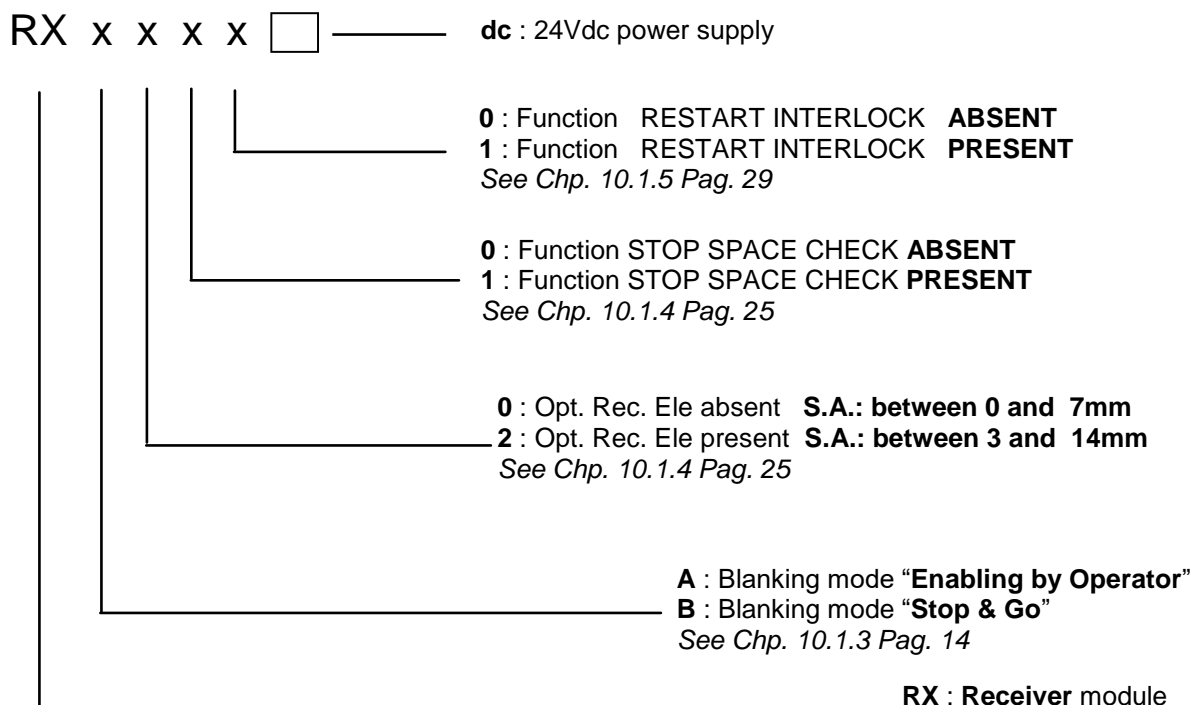 RX x x x x dc : 24Vdc power supply
0 : Function RESTART INTERLOCK ABSENT
1 : Function RESTART INTERLOCK PRESENT
See Chp. 10.1.5 Pag. 29
0 : Function STOP SPACE CHECK ABSENT
1 : Function STOP SPACE CHECK PRESENT
See Chp. 10.1.4 Pag. 25
0 : Opt. Rec. Ele absent S.A.: between 0 and 7mm
2 : Opt. Rec. Ele present S.A.: between 3 and 14mm
See Chp. 10.1.4 Pag. 25
A : Blanking mode “Enabling by Operator”
B : Blanking mode “Stop & Go”
See Chp. 10.1.3 Pag. 14
RX : Receiver module